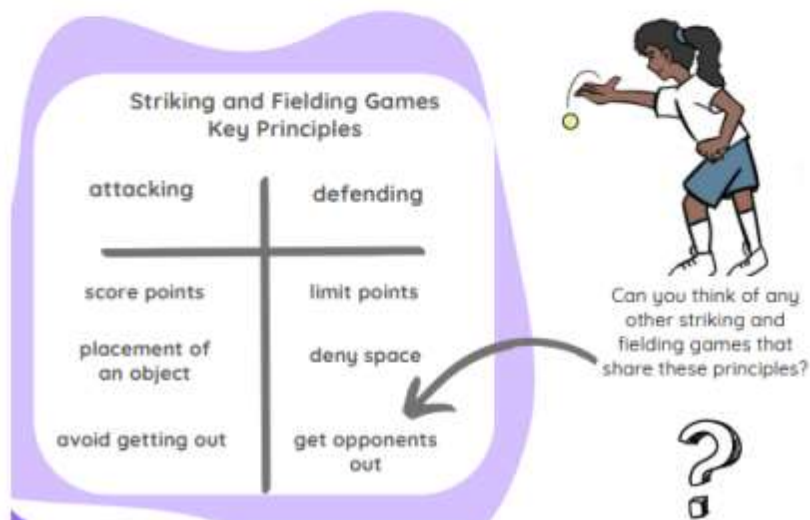 Striking and Fielding Games
Key Principles
attacking
defending
score points
limit points
placement of
an object
deny space
avoid getting out
get opponents
out
Can you think of any
other striking and
fielding games that
share these principles?
?